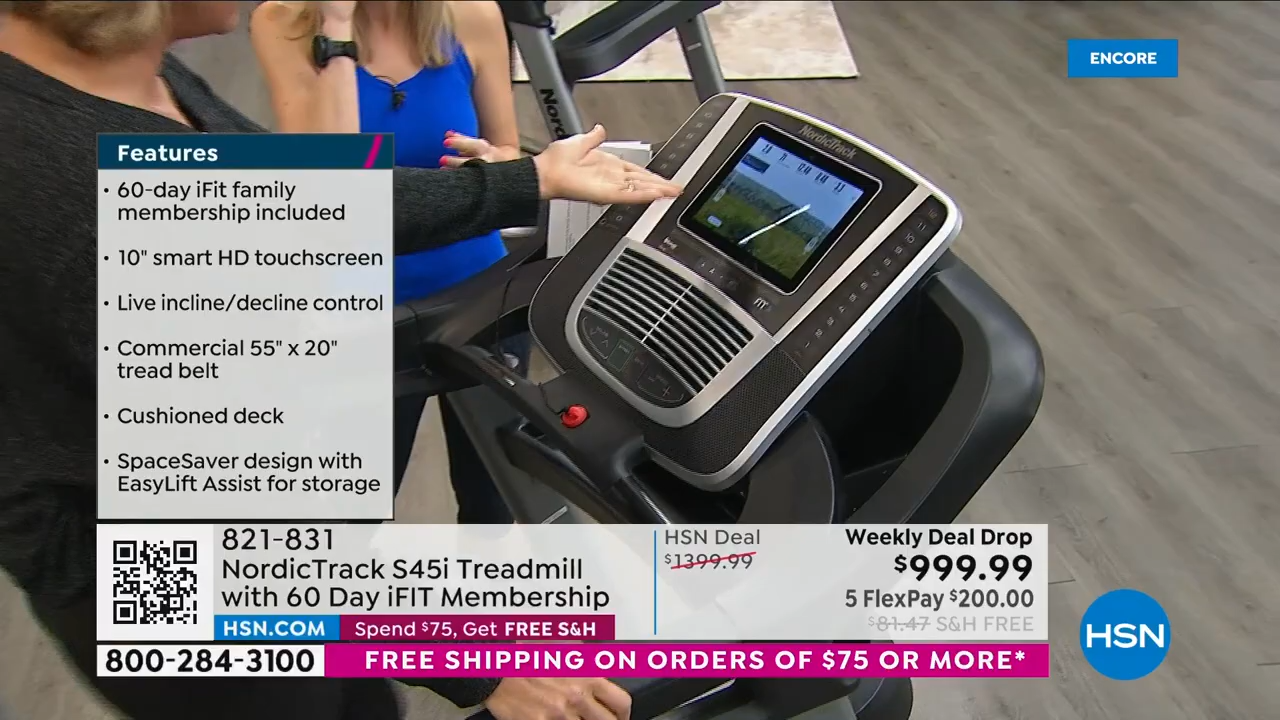 ENCORE
Nord
NordicTrack
Features
• 60-day iFit family
membership included
• 10" smart HD touchscreen
• Live incline/decline control
• Commercial 55" x 20"
tread belt
• Cushioned deck
• SpaceSaver design with
EasyLift Assist for storage
821-831
NordicTrack S45i Treadmill
with 60 Day iFIT Membership
HSN.COM
Spend $75, Get FREE S&H
HSN Deal
$1399.99
Weekly Deal Drop
$999.99
5 FlexPay $200.00
$81.47 S&H FREE
HSN
800-284-3100
FREE SHIPPING ON ORDERS OF $75 OR MORE*